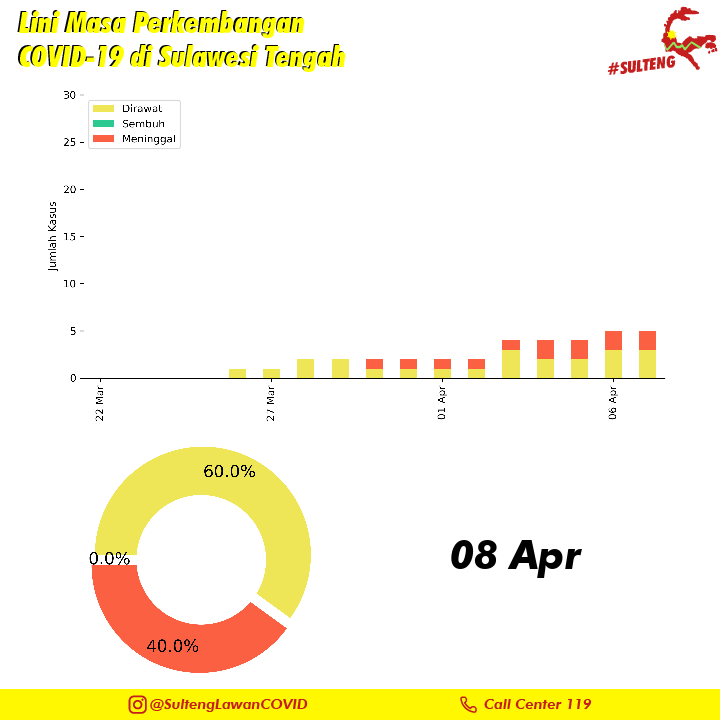 Lini Masa Perkembangan
COVID-19 di Sulawesi Tengah
#SULTENG
30
25
20
15
10
5
0
Jumlah Kasus
Dirawat
Sembuh
Meninggal
22 Mar
27 Mar
01 Apr
06 Apr
60.0%
0.0%
40.0%
08 Apr
@SultengLawanCOVID
Call Center 119